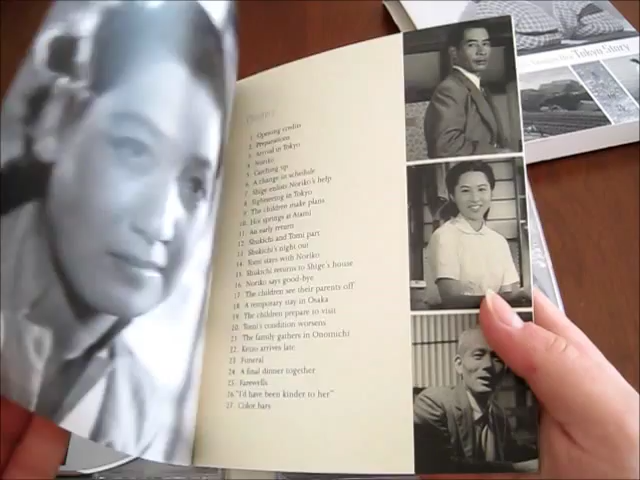 Tokyo Story
1 Opening credits
2 Preparations
3 Arrival in Tokyo
4 Noriko
5 Catching up
6 A change in schedule
7 Shige enlists Noriko's help
8 Sightseeing in Tokyo
9 The children make plans
10 Hot springs at Atami
11 An early return
12 Shukichi and Tomi part
13 Shukichi's night out
14 Tomi stays with Noriko
15 Shukichi returns to Shige's house
16 Noriko says good-bye
17 The children see their parents off
18 A temporary stay in Osaka
19 The children prepare to visit
20 Tomi's condition worsens
21 The family gathers in Onomichi
22 Keizo arrives late
23 Funeral
24 A final dinner together
25 Farewells
26 "I'd have been kinder to her"
27 Color bars